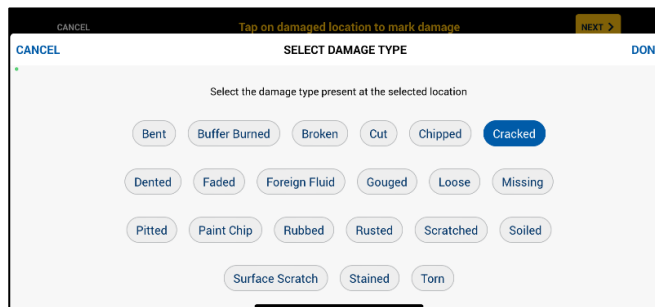 CANCEL Tap on damaged location to mark damage NEXT >
CANCEL SELECT DAMAGE TYPE DON
Select the damage type present at the selected location
Bent Buffer Burned Broken Cut Chipped Cracked
Dented Faded Foreign Fluid Gouged Loose Missing
Pitted Paint Chip Rubbed Rusted Scratched Soiled
Surface Scratch Stained Torn